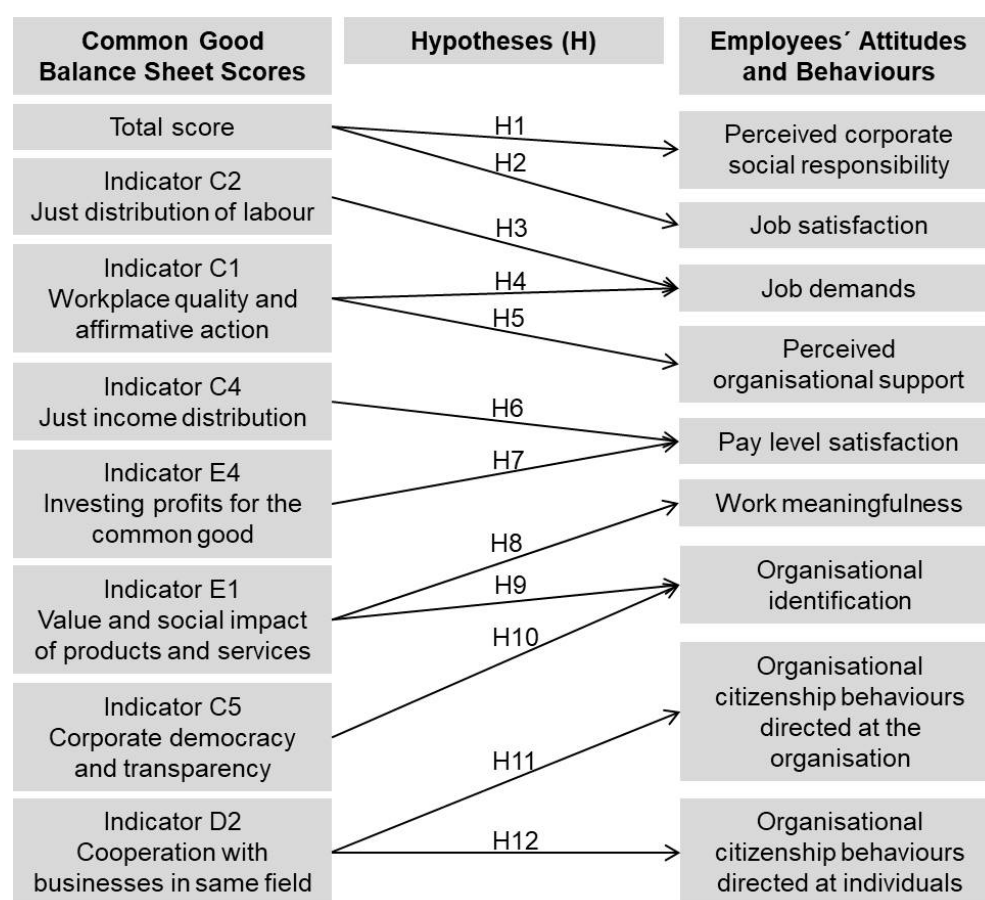 Common Good
Balance Sheet Scores
Total score
Indicator C2
Just distribution of labour
Indicator C1
Workplace quality and
affirmative action
Indicator C4
Just income distribution
Indicator E4
Investing profits for the
common good
Indicator E1
Value and social impact
of products and services
Indicator C5
Corporate democracy
and transparency
Indicator D2
Cooperation with
businesses in same field
Hypotheses (H)
H1
H2
H3
H4
H5
H6
H7
H8
H9
H10
H11
H12
Employees´ Attitudes
and Behaviours
Perceived corporate
social responsibility
Job satisfaction
Job demands
Perceived
organisational support
Pay level satisfaction
Work meaningfulness
Organisational
identification
Organisational
citizenship behaviours
directed at the
organisation
Organisational
citizenship behaviours
directed at individuals